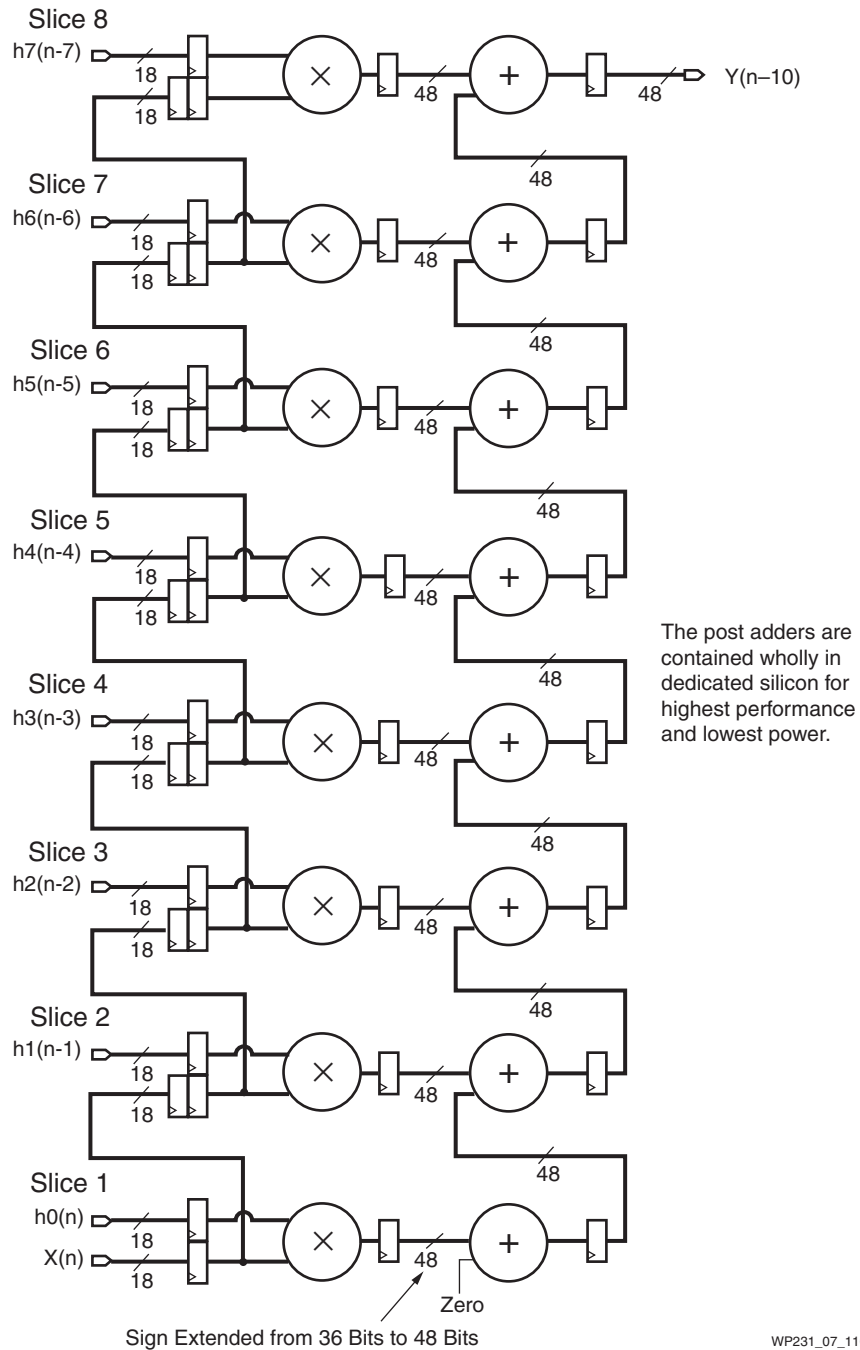 Slice 8
h7(n-7)
18
18
×
48
+
48
Y(n–10)
48
Slice 7
h6(n-6)
18
18
×
48
+
48
Slice 6
h5(n-5)
18
18
×
48
+
48
Slice 5
h4(n-4)
18
18
×
48
+
48
The post adders are
contained wholly in
dedicated silicon for
highest performance
and lowest power.
Slice 4
h3(n-3)
18
18
×
48
+
48
Slice 3
h2(n-2)
18
18
×
48
+
48
Slice 2
h1(n-1)
18
18
×
48
+
48
Slice 1
h0(n)
18
X(n)
18
×
48
+
Zero
Sign Extended from 36 Bits to 48 Bits
WP231_07_11